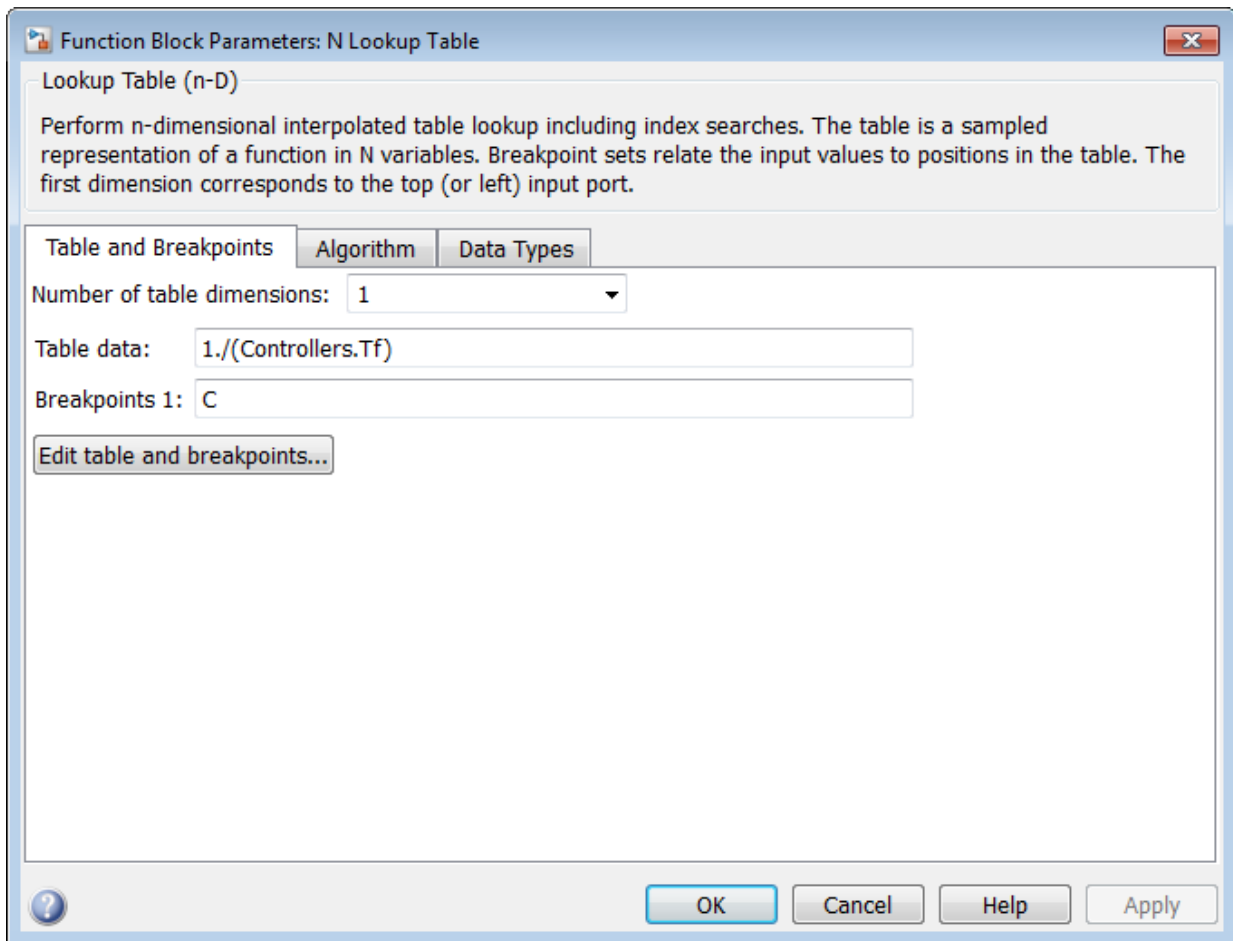 Function Block Parameters: N Lookup Table
Lookup Table (n-D)
Perform n-dimensional interpolated table lookup including index searches. The table is a sampled
representation of a function in N variables. Breakpoint sets relate the input values to positions in the table. The
first dimension corresponds to the top (or left) input port.
Table and Breakpoints Algorithm Data Types
Number of table dimensions: 1
Table data: 1./(Controllers.Tf)
Breakpoints 1: C
Edit table and breakpoints...
? OK Cancel Help Apply